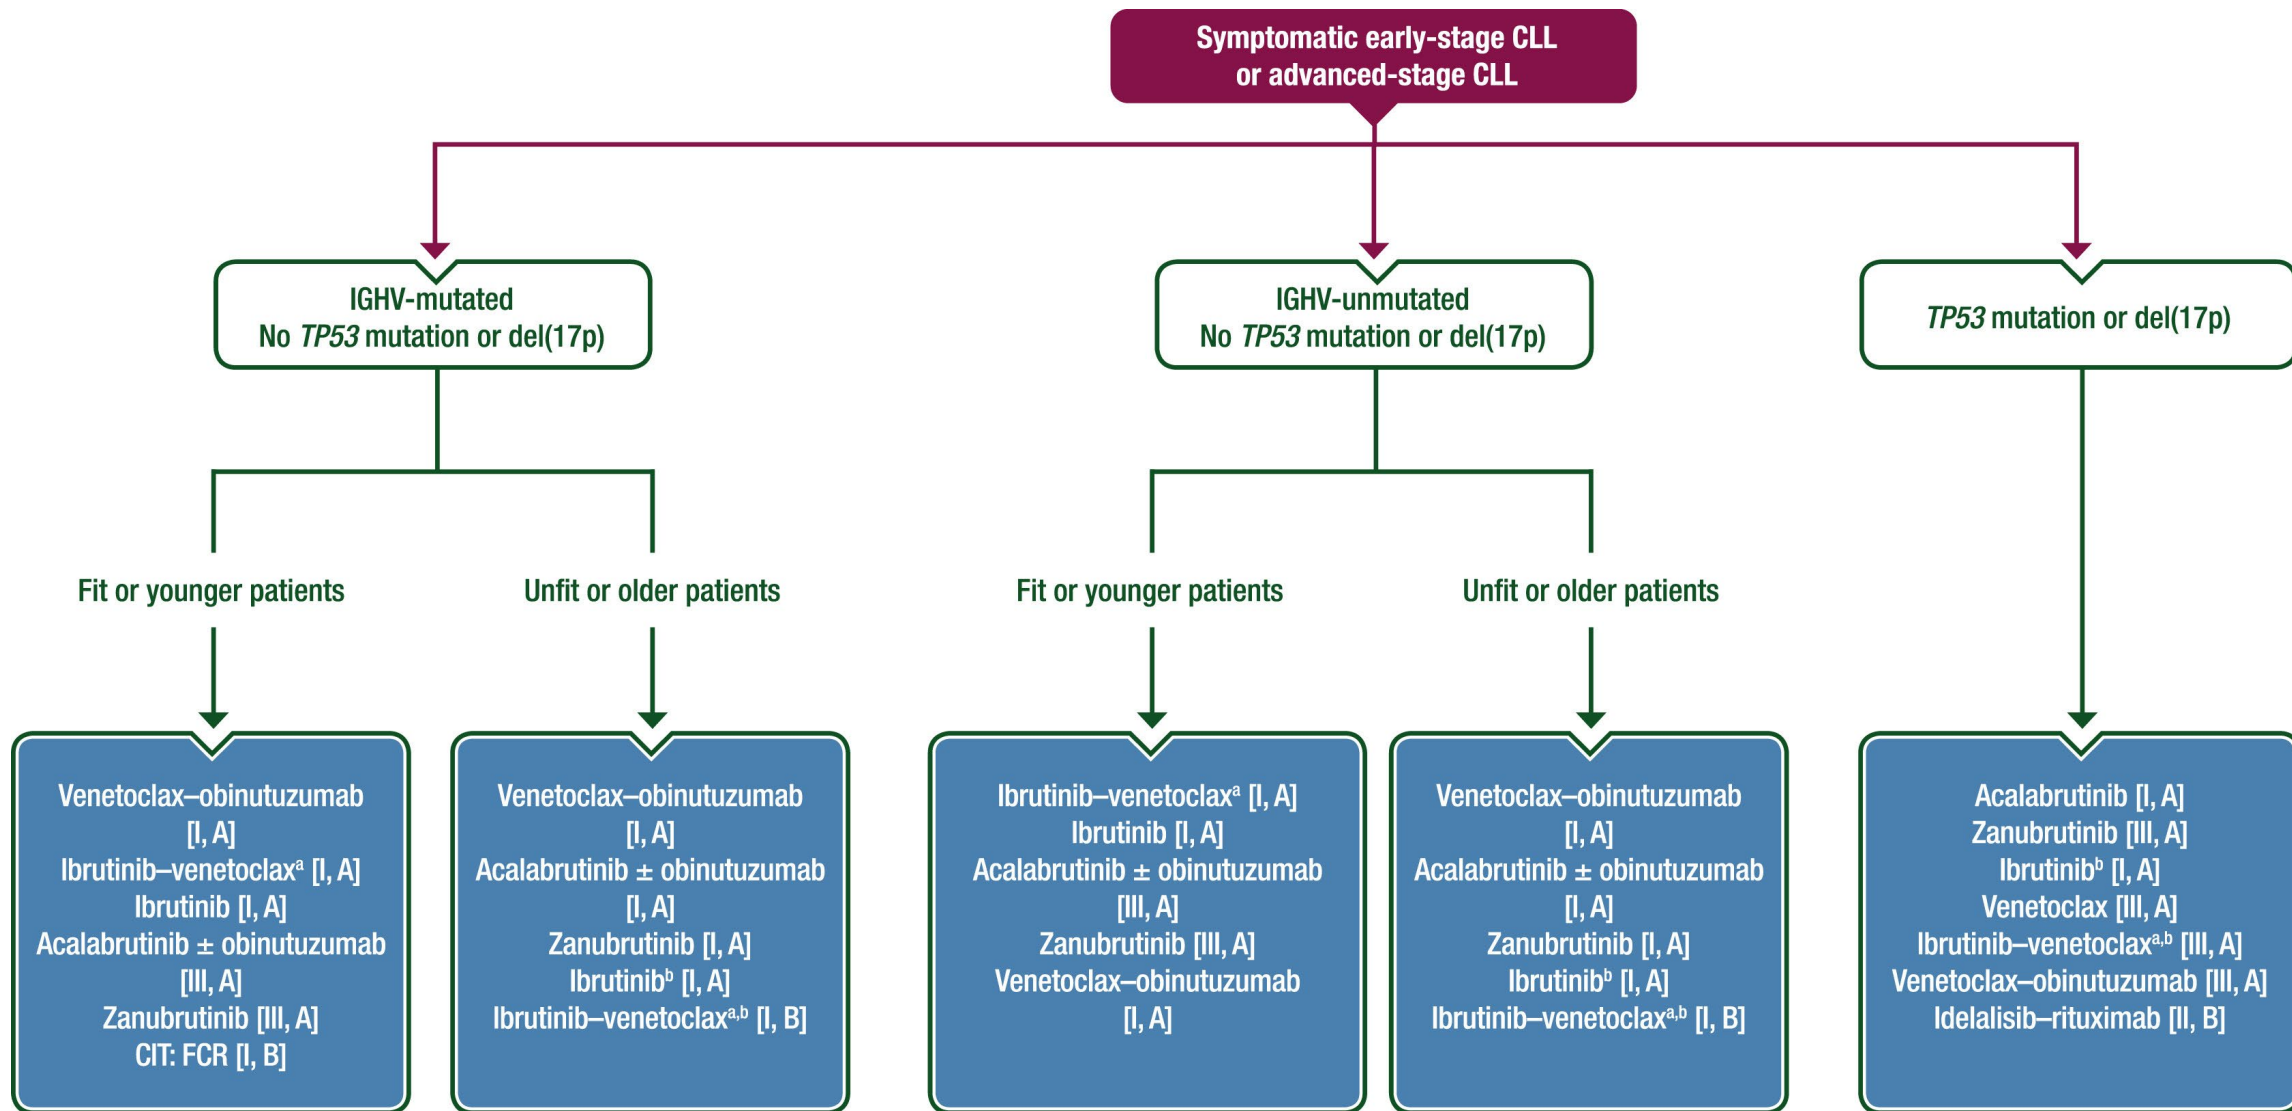 Symptomatic early-stage CLL
or advanced-stage CLL
IGHV-mutated
No TP53 mutation or del(17p)
IGHV-unmutated
No TP53 mutation or del(17p)
TP53 mutation or del(17p)
Fit or younger patients
Unfit or older patients
Fit or younger patients
Unfit or older patients
Venetoclax–obinutuzumab
[I, A]
Ibrutinib–venetoclaxᵃ [I, A]
Ibrutinib [I, A]
Acalabrutinib ± obinutuzumab
[III, A]
Zanubrutinib [III, A]
CIT: FCR [I, B]
Venetoclax–obinutuzumab
[I, A]
Acalabrutinib ± obinutuzumab
[I, A]
Zanubrutinib [I, A]
Ibrutinibᵇ [I, A]
Ibrutinib–venetoclaxᵃ,ᵇ [I, B]
Ibrutinib–venetoclaxᵃ [I, A]
Ibrutinib [I, A]
Acalabrutinib ± obinutuzumab
[III, A]
Zanubrutinib [III, A]
Venetoclax–obinutuzumab
[I, A]
Venetoclax–obinutuzumab
[I, A]
Acalabrutinib ± obinutuzumab
[I, A]
Zanubrutinib [I, A]
Ibrutinibᵇ [I, A]
Ibrutinib–venetoclaxᵃ,ᵇ [I, B]
Acalabrutinib [I, A]
Zanubrutinib [III, A]
Ibrutinibᵇ [I, A]
Venetoclax [III, A]
Ibrutinib–venetoclaxᵃ,ᵇ [III, A]
Venetoclax–obinutuzumab [III, A]
Idelalisib–rituximab [II, B]